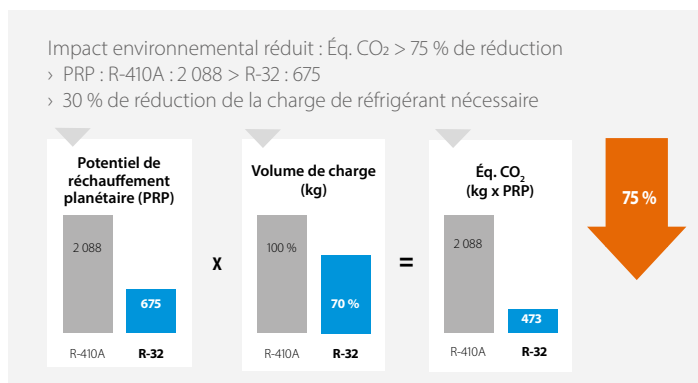 Impact environnemental réduit : Éq. CO₂ > 75 % de réduction
› PRP : R-410A : 2 088 > R-32 : 675
› 30 % de réduction de la charge de réfrigérant nécessaire
Potentiel de
réchauffement
planétaire (PRP)
2 088
675
R-410A R-32
x
Volume de charge
(kg)
100 %
70 %
R-410A R-32
=
Éq. CO₂
(kg x PRP)
2 088
473
R-410A R-32
75 %